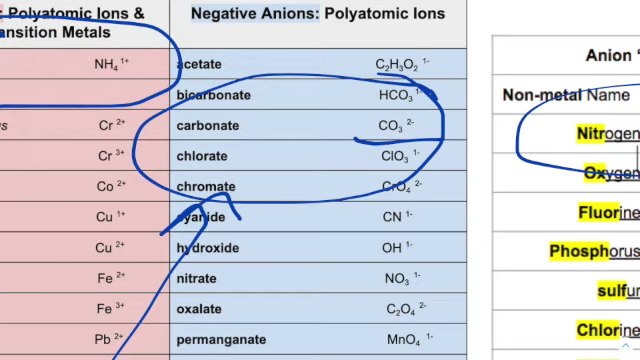 : Polyatomic Ions &
ansition Metals
NH4 1+
us Cr 2+
Cr 3+
Co 2+
Cu 1+
Cu 2+
Fe 2+
Fe 3+
Pb 2+
Negative Anions: Polyatomic Ions
acetate C2H3O2 1-
bicarbonate HCO3 1-
carbonate CO3 2-
chlorate ClO3 1-
chromate CrO4 2-
cyanide CN 1-
hydroxide OH 1-
nitrate NO3 1-
oxalate C2O4 2-
permanganate MnO4 1-
Anion
Non-metal Name
Nitrogen
Oxygen
Fluorine
Phosphorus
sulfur
Chlorine